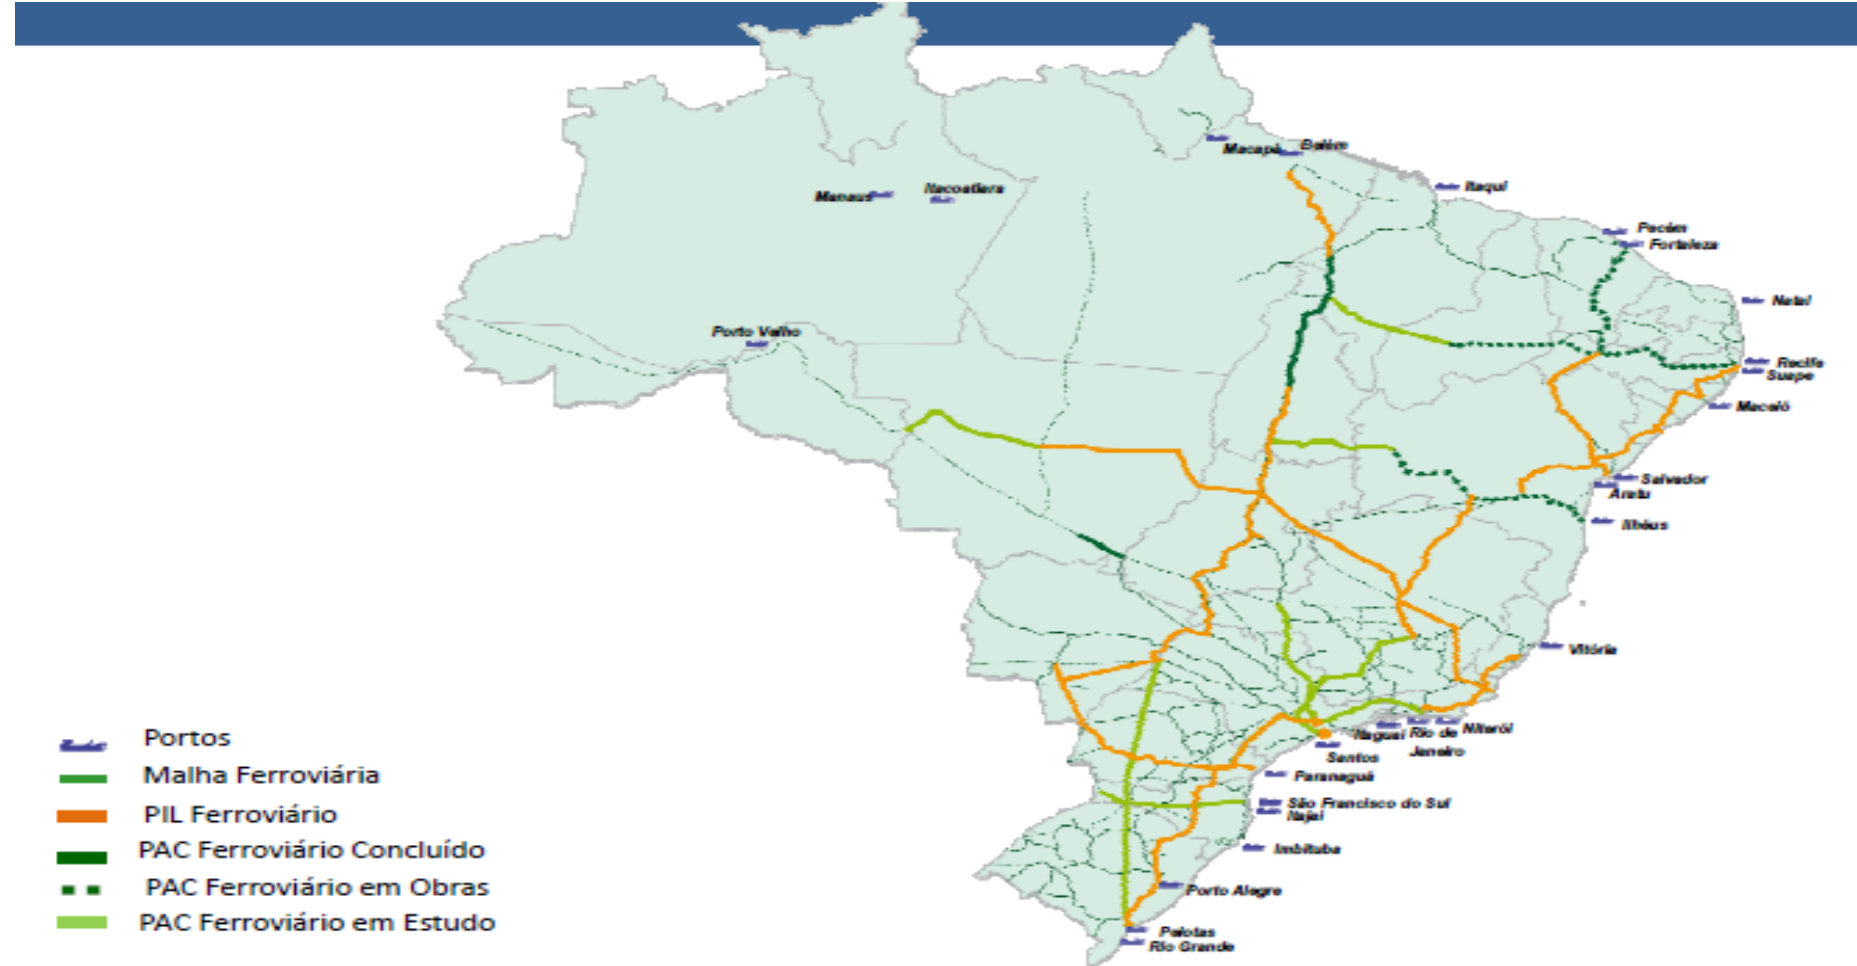 Macapá
Belém
Manaus
Itacoatiara
Itaqui
Pecém
Fortaleza
Natal
Porto Velho
Recife
Suape
Maceió
Salvador
Aratu
Ilhéus
Vitória
Itaguaí Rio de Niterói
Janeiro
Santos
Paranaguá
São Francisco do Sul
Itajaí
Imbituba
Porto Alegre
Pelotas
Rio Grande
Portos
Malha Ferroviária
PIL Ferroviário
PAC Ferroviário Concluído
PAC Ferroviário em Obras
PAC Ferroviário em Estudo